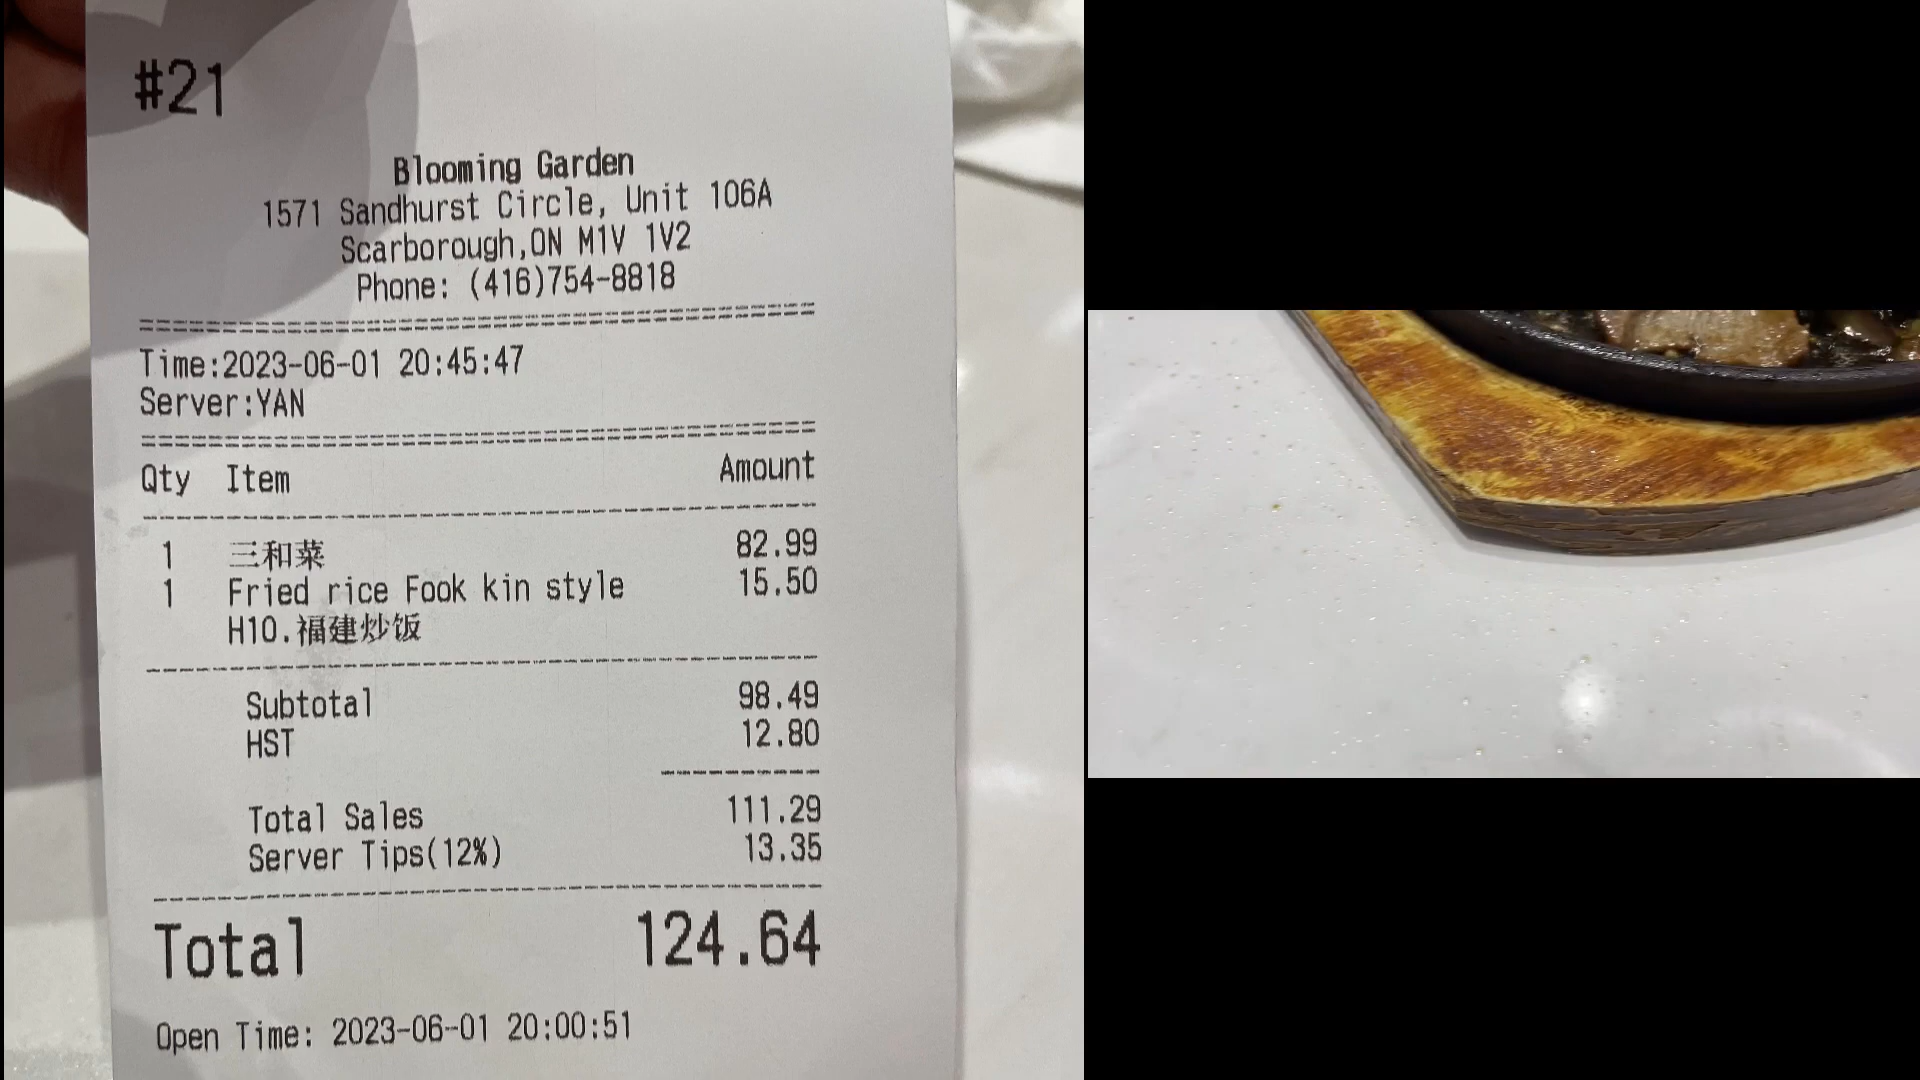 #21
Blooming Garden
1571 Sandhurst Circle, Unit 106A
Scarborough,ON M1V 1V2
Phone: (416)754-8818
Time:2023-06-01 20:45:47
Server:YAN
Qty Item Amount
1 三和菜 82.99
1 Fried rice Fook kin style 15.50
H10.福建炒饭
Subtotal 98.49
HST 12.80
Total Sales 111.29
Server Tips(12%) 13.35
Total 124.64
Open Time: 2023-06-01 20:00:51